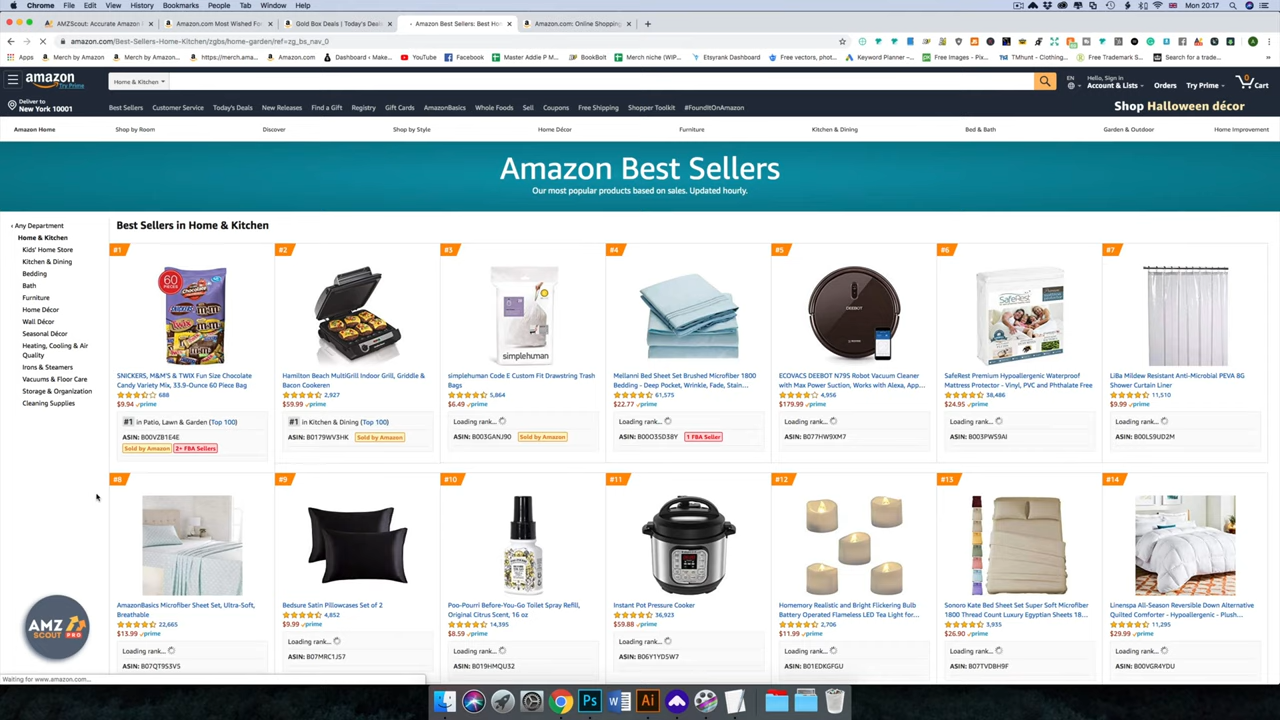 Chrome File Edit View History Bookmarks People Tab Window Help
Mon 20:17
AMZScout: Accurate Amazon
Amazon.com Most Wished Fo
Gold Box Deals | Today's Deals
Amazon Best Sellers: Best Hom
Amazon.com: Online Shopping
amazon.com/Best-Sellers-Home-Kitchen/zgbs/home-garden/ref=zg_bs_nav_0
Apps Merch by Amazon Merch by Amazon https://merch.ama... Amazon.com Dashboard ‹ Make... YouTube Facebook Master Addie P M... BookBolt Merch niche (WIP) Etsyrank Dashboard Free vectors, phot... Keyword Planner –... Free Images - Pix... TMhunt - Clothing... Free Trademark S... Search for a trade...
amazon
Try Prime
Home & Kitchen
EN
Hello, Sign in
Account & Lists
Orders
Try Prime
0
Cart
Deliver to
New York 10001
Best Sellers Customer Service Today's Deals New Releases Find a Gift Registry Gift Cards AmazonBasics Whole Foods Sell Coupons Free Shipping Shopper Toolkit #FoundItOnAmazon
Shop Halloween décor
Amazon Home Shop by Room Discover Shop by Style Home Décor Furniture Kitchen & Dining Bed & Bath Garden & Outdoor Home Improvement
Amazon Best Sellers
Our most popular products based on sales. Updated hourly.
‹ Any Department
Home & Kitchen
Kids' Home Store
Kitchen & Dining
Bedding
Bath
Furniture
Home Décor
Wall Décor
Seasonal Décor
Heating, Cooling & Air
Quality
Irons & Steamers
Vacuums & Floor Care
Storage & Organization
Cleaning Supplies
Best Sellers in Home & Kitchen
#1
60
PIECES
SNICKERS, M&M'S & TWIX Fun Size Chocolate
Candy Variety Mix, 33.9-Ounce 60 Piece Bag
688
$9.94 prime
#1 in Patio, Lawn & Garden (Top 100)
ASIN: B00VZB1E4E
Sold by Amazon 2+ FBA Sellers
#2
Hamilton Beach MultiGrill Indoor Grill, Griddle &
Bacon Cookeren
2,927
$59.99 prime
#1 in Kitchen & Dining (Top 100)
ASIN: B0179WV3HK Sold by Amazon
#3
simplehuman
simplehuman Code E Custom Fit Drawstring Trash
Bags
5,864
$6.49 prime
Loading rank...
ASIN: B003GANJ90 Sold by Amazon
#4
Mellanni Bed Sheet Set Brushed Microfiber 1800
Bedding - Deep Pocket, Wrinkle, Fade, Stain...
61,575
$22.77 prime
Loading rank...
ASIN: B00O35D38Y 1 FBA Seller
#5
DEEBOT
ECOVACS DEEBOT N79S Robot Vacuum Cleaner
with Max Power Suction, Works with Alexa, App...
4,956
$179.99 prime
Loading rank...
ASIN: B077HW9XM7
#6
SafeRest
SafeRest Premium Hypoallergenic Waterproof
Mattress Protector - Vinyl, PVC and Phthalate Free
38,486
$24.95 prime
Loading rank...
ASIN: B003PWS9AI
#7
LiBa Mildew Resistant Anti-Microbial PEVA 8G
Shower Curtain Liner
11,510
$9.99 prime
Loading rank...
ASIN: B00LS9UD2M
#8
AmazonBasics Microfiber Sheet Set, Ultra-Soft,
Breathable
22,665
$13.99 prime
Loading rank...
ASIN: B07QT9S3VS
#9
Bedsure Satin Pillowcases Set of 2
4,852
$9.99 prime
Loading rank...
ASIN: B07MRC1J57
#10
Poo-Pourri Before-You-Go Toilet Spray Refill,
Original Citrus Scent, 16 oz
14,395
$8.59 prime
Loading rank...
ASIN: B019HMQU32
#11
Instant Pot Pressure Cooker
36,923
$59.88 prime
Loading rank...
ASIN: B06Y1YD5W7
#12
Homemory Realistic and Bright Flickering Bulb
Battery Operated Flameless LED Tea Light for...
2,706
$11.99 prime
Loading rank...
ASIN: B01EDKGFGU
#13
Sonoro Kate Bed Sheet Set Super Soft Microfiber
1800 Thread Count Luxury Egyptian Sheets 18...
3,935
$26.90 prime
Loading rank...
ASIN: B07TVDBH9F
#14
Linenspa All-Season Reversible Down Alternative
Quilted Comforter - Hypoallergenic - Plush...
11,295
$29.99 prime
Loading rank...
ASIN: B00VGR4YDU
AMZ
SCOUT PRO
Waiting for www.amazon.com...
Ps
Ai